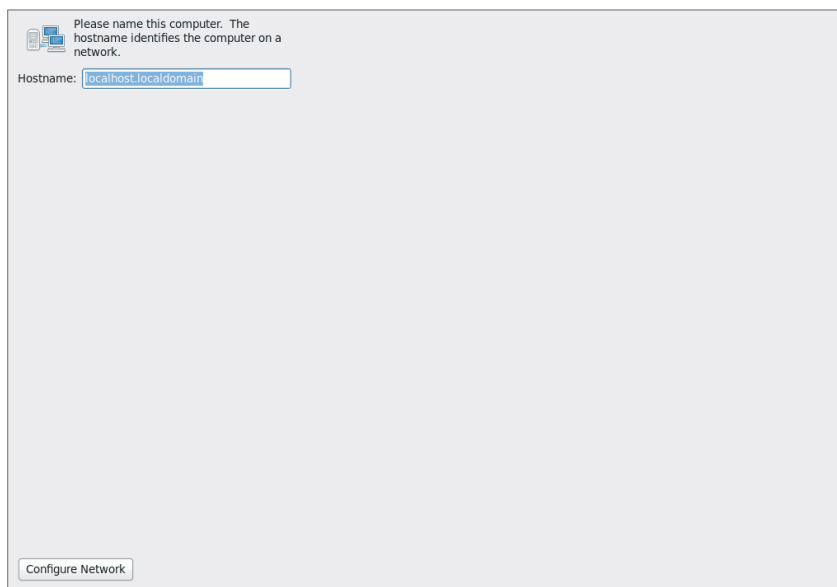 Please name this computer.  The
hostname identifies the computer on a
network.
Hostname: localhost.localdomain
Configure Network